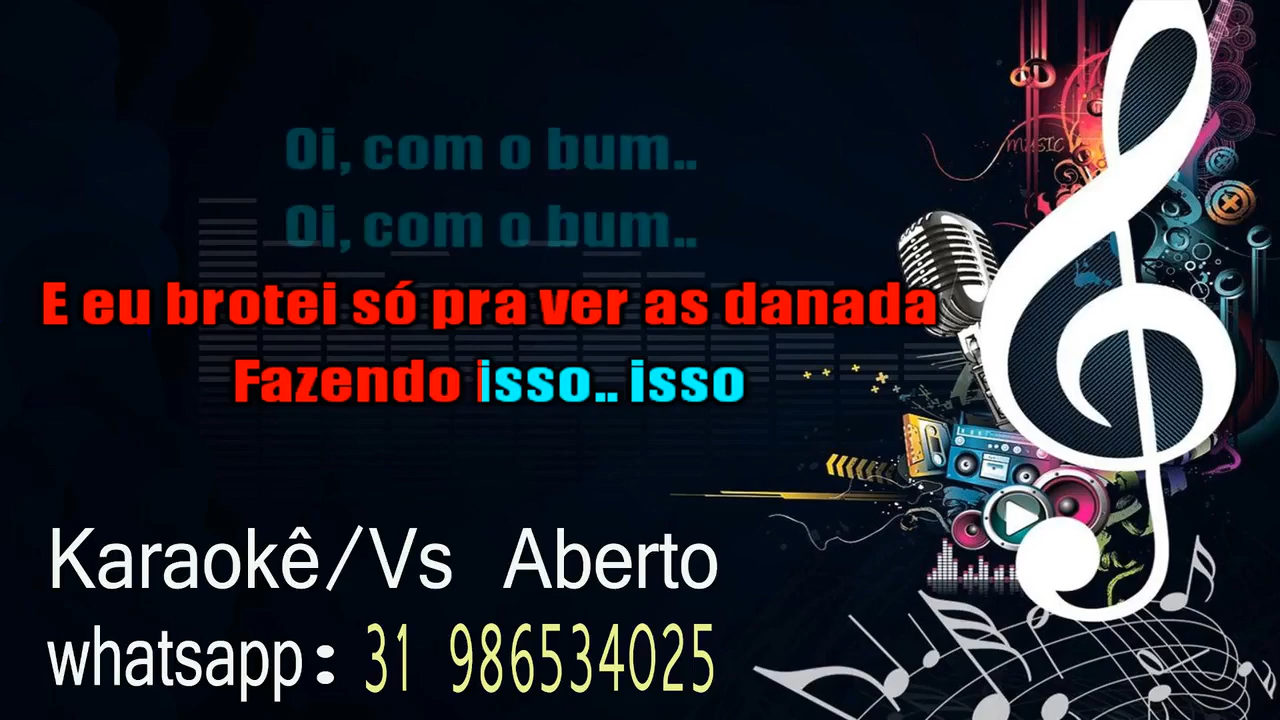 Oi, com o bum..
Oi, com o bum..
E eu brotei só pra ver as danada
Fazendo isso.. isso
MUSIC
Karaokê/Vs Aberto
whatsapp: 31 986534025